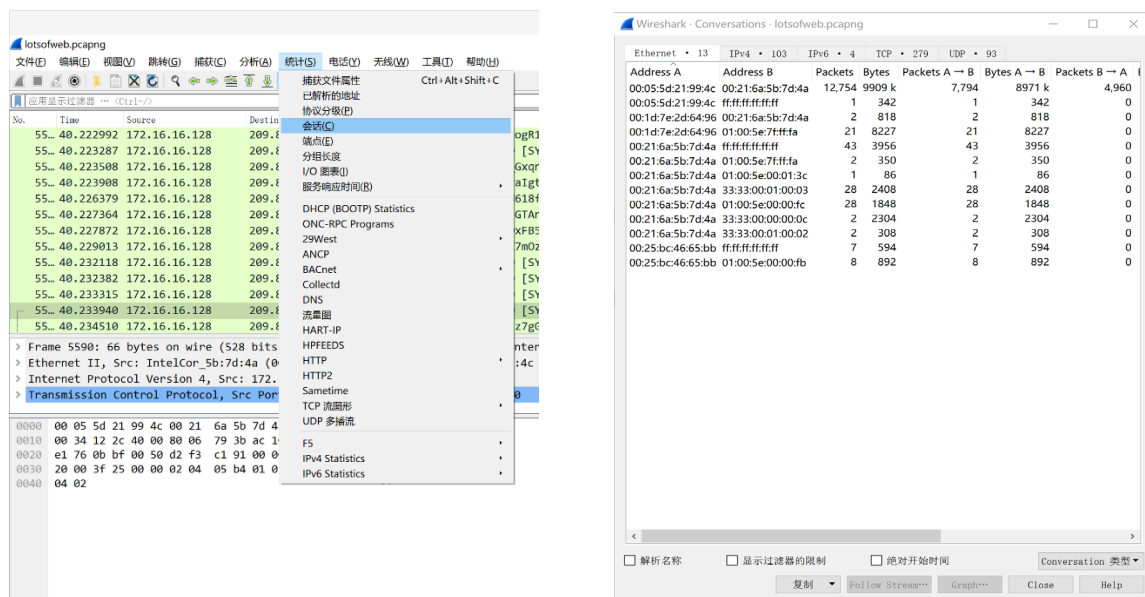 lotsofweb.pcapng
文件(F) 编辑(E) 视图(V) 跳转(G) 捕获(C) 分析(A) 统计(S) 电话(Y) 无线(W) 工具(T) 帮助(H)
应用显示过滤器 … <Ctrl-/>
No. Time Source Destin
55… 40.222992 172.16.16.128 209.8 ogR1
55… 40.223287 172.16.16.128 209.8 [SY
55… 40.223508 172.16.16.128 209.8 Gxqr
55… 40.223908 172.16.16.128 209.8 aIgt
55… 40.226379 172.16.16.128 209.8 618f
55… 40.227364 172.16.16.128 209.8 GTAr
55… 40.227872 172.16.16.128 209.8 xFB5
55… 40.229013 172.16.16.128 209.8 7mOz
55… 40.232118 172.16.16.128 209.8 [SY
55… 40.232382 172.16.16.128 209.8 [SY
55… 40.233315 172.16.16.128 209.8 [SY
55… 40.233940 172.16.16.128 209.8 [SY
55… 40.234510 172.16.16.128 209.8 z7gG
> Frame 5590: 66 bytes on wire (528 bits nter
> Ethernet II, Src: IntelCor_5b:7d:4a (0 :4c
> Internet Protocol Version 4, Src: 172.
> Transmission Control Protocol, Src Por 0
0000 00 05 5d 21 99 4c 00 21 6a 5b 7d 4
0010 00 34 12 2c 40 00 80 06 79 3b ac 1
0020 e1 76 0b bf 00 50 d2 f3 c1 91 00 0
0030 20 00 3f 25 00 00 02 04 05 b4 01 0
0040 04 02
捕获文件属性 Ctrl+Alt+Shift+C
已解析的地址
协议分级(P)
会话(C)
端点(E)
分组长度
I/O 图表(I)
服务响应时间(R)
DHCP (BOOTP) Statistics
ONC-RPC Programs
29West
ANCP
BACnet
Collectd
DNS
流量图
HART-IP
HPFEEDS
HTTP
HTTP2
Sametime
TCP 流图形
UDP 多播流
F5
IPv4 Statistics
IPv6 Statistics
Wireshark · Conversations · lotsofweb.pcapng
Ethernet • 13 IPv4 • 103 IPv6 • 4 TCP • 279 UDP • 93
Address A Address B Packets Bytes Packets A → B Bytes A → B Packets B → A
00:05:5d:21:99:4c 00:21:6a:5b:7d:4a 12,754 9909 k 7,794 8971 k 4,960
00:05:5d:21:99:4c ff:ff:ff:ff:ff:ff 1 342 1 342 0
00:1d:7e:2d:64:96 00:21:6a:5b:7d:4a 2 818 2 818 0
00:1d:7e:2d:64:96 01:00:5e:7f:ff:fa 21 8227 21 8227 0
00:21:6a:5b:7d:4a ff:ff:ff:ff:ff:ff 43 3956 43 3956 0
00:21:6a:5b:7d:4a 01:00:5e:7f:ff:fa 2 350 2 350 0
00:21:6a:5b:7d:4a 01:00:5e:00:01:3c 1 86 1 86 0
00:21:6a:5b:7d:4a 33:33:00:01:00:03 28 2408 28 2408 0
00:21:6a:5b:7d:4a 01:00:5e:00:00:fc 28 1848 28 1848 0
00:21:6a:5b:7d:4a 33:33:00:00:00:0c 2 2304 2 2304 0
00:21:6a:5b:7d:4a 33:33:00:01:00:02 2 308 2 308 0
00:25:bc:46:65:bb ff:ff:ff:ff:ff:ff 7 594 7 594 0
00:25:bc:46:65:bb 01:00:5e:00:00:fb 8 892 8 892 0
解析名称 显示过滤器的限制 绝对开始时间 Conversation 类型
复制 Follow Stream… Graph… Close Help